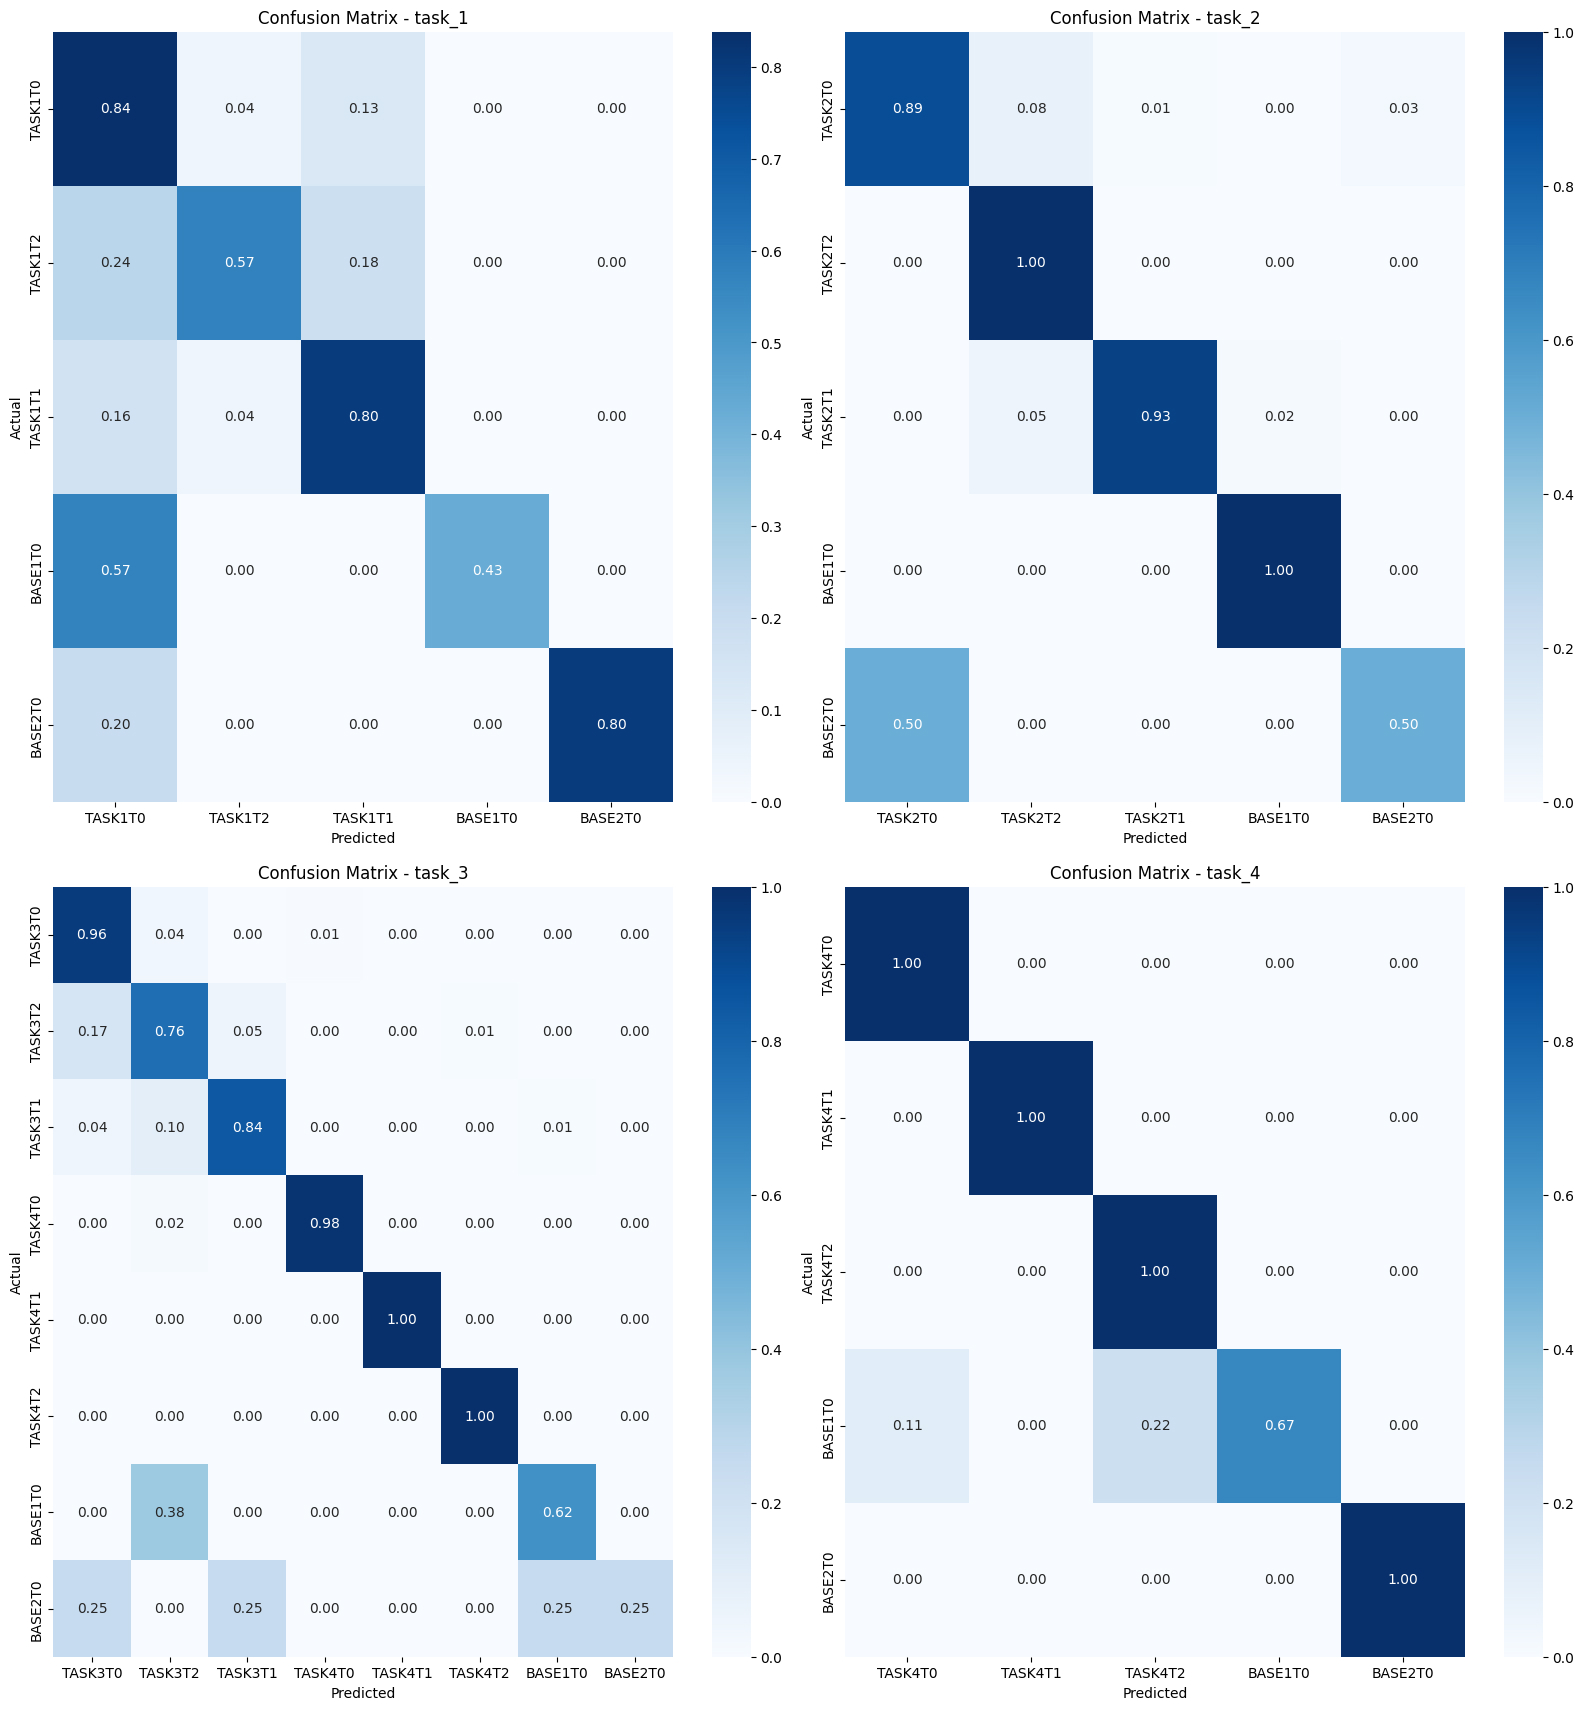 Confusion Matrix - task_1
Actual
TASK1T0 0.84 0.04 0.13 0.00 0.00
TASK1T2 0.24 0.57 0.18 0.00 0.00
TASK1T1 0.16 0.04 0.80 0.00 0.00
BASE1T0 0.57 0.00 0.00 0.43 0.00
BASE2T0 0.20 0.00 0.00 0.00 0.80
TASK1T0 TASK1T2 TASK1T1 BASE1T0 BASE2T0
Predicted
0.8
0.7
0.6
0.5
0.4
0.3
0.2
0.1
0.0
Confusion Matrix - task_2
Actual
TASK2T0 0.89 0.08 0.01 0.00 0.03
TASK2T2 0.00 1.00 0.00 0.00 0.00
TASK2T1 0.00 0.05 0.93 0.02 0.00
BASE1T0 0.00 0.00 0.00 1.00 0.00
BASE2T0 0.50 0.00 0.00 0.00 0.50
TASK2T0 TASK2T2 TASK2T1 BASE1T0 BASE2T0
Predicted
1.0
0.8
0.6
0.4
0.2
0.0
Confusion Matrix - task_3
Actual
TASK3T0 0.96 0.04 0.00 0.01 0.00 0.00 0.00 0.00
TASK3T2 0.17 0.76 0.05 0.00 0.00 0.01 0.00 0.00
TASK3T1 0.04 0.10 0.84 0.00 0.00 0.00 0.01 0.00
TASK4T0 0.00 0.02 0.00 0.98 0.00 0.00 0.00 0.00
TASK4T1 0.00 0.00 0.00 0.00 1.00 0.00 0.00 0.00
TASK4T2 0.00 0.00 0.00 0.00 0.00 1.00 0.00 0.00
BASE1T0 0.00 0.38 0.00 0.00 0.00 0.00 0.62 0.00
BASE2T0 0.25 0.00 0.25 0.00 0.00 0.00 0.25 0.25
TASK3T0 TASK3T2 TASK3T1 TASK4T0 TASK4T1 TASK4T2 BASE1T0 BASE2T0
Predicted
1.0
0.8
0.6
0.4
0.2
0.0
Confusion Matrix - task_4
Actual
TASK4T0 1.00 0.00 0.00 0.00 0.00
TASK4T1 0.00 1.00 0.00 0.00 0.00
TASK4T2 0.00 0.00 1.00 0.00 0.00
BASE1T0 0.11 0.00 0.22 0.67 0.00
BASE2T0 0.00 0.00 0.00 0.00 1.00
TASK4T0 TASK4T1 TASK4T2 BASE1T0 BASE2T0
Predicted
1.0
0.8
0.6
0.4
0.2
0.0